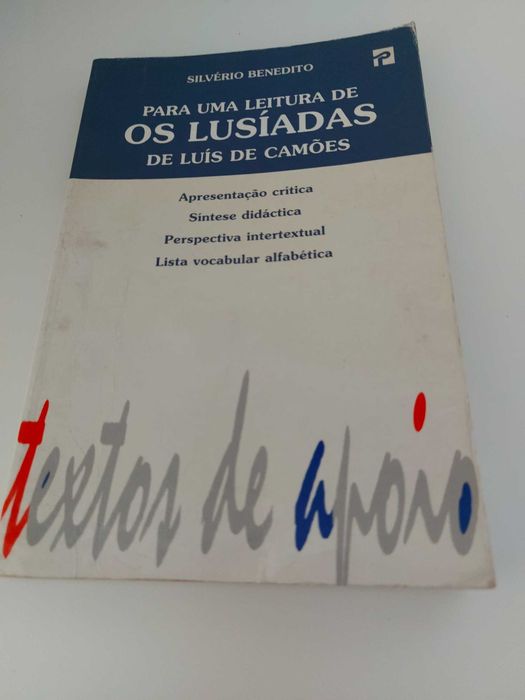 SILVÉRIO BENEDITO
PARA UMA LEITURA DE
OS LUSÍADAS
DE LUÍS DE CAMÕES
Apresentação crítica
Síntese didáctica
Perspectiva intertextual
Lista vocabular alfabética
textos de apoio